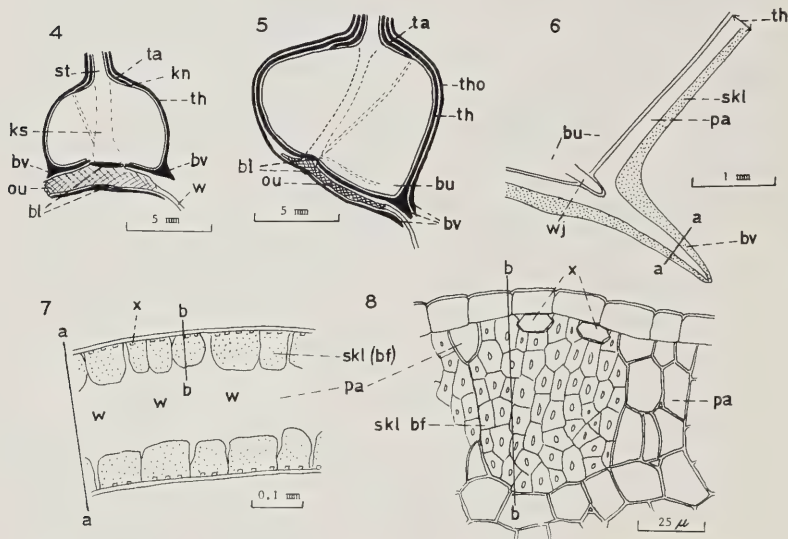 4
st
ta
kn
th
ks
bv
bv
ou
w
bl
5 mm
5
ta
tho
th
bl
ou
bu
bv
5 mm
6
th
skl
pa
bu
1 mm
wj
a
a
bv
7
x
b
a
skl (bf)
pa
w w w
b
a
0.1 mm
8
b
x
pa
skl bf
b
25 μ